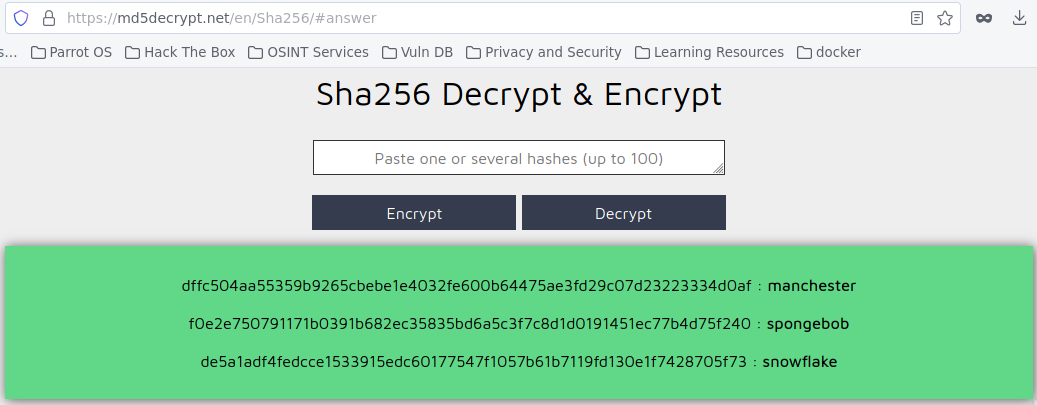 https://md5decrypt.net/en/Sha256/#answer
s... Parrot OS Hack The Box OSINT Services Vuln DB Privacy and Security Learning Resources docker
Sha256 Decrypt & Encrypt
Paste one or several hashes (up to 100)
Encrypt Decrypt
dffc504aa55359b9265cbebe1e4032fe600b64475ae3fd29c07d23223334d0af : manchester
f0e2e750791171b0391b682ec35835bd6a5c3f7c8d1d0191451ec77b4d75f240 : spongebob
de5a1adf4fedcce1533915edc60177547f1057b61b7119fd130e1f7428705f73 : snowflake